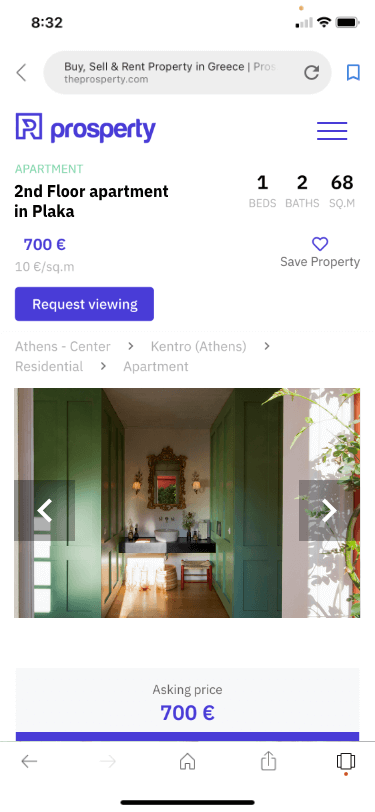 8:32
Buy, Sell & Rent Property in Greece | Pros
theprosperty.com
prosperty
APARTMENT
2nd Floor apartment
in Plaka
1 2 68
BEDS BATHS SQ.M
700 €
10 €/sq.m
Save Property
Request viewing
Athens - Center > Kentro (Athens) >
Residential > Apartment
Asking price
700 €